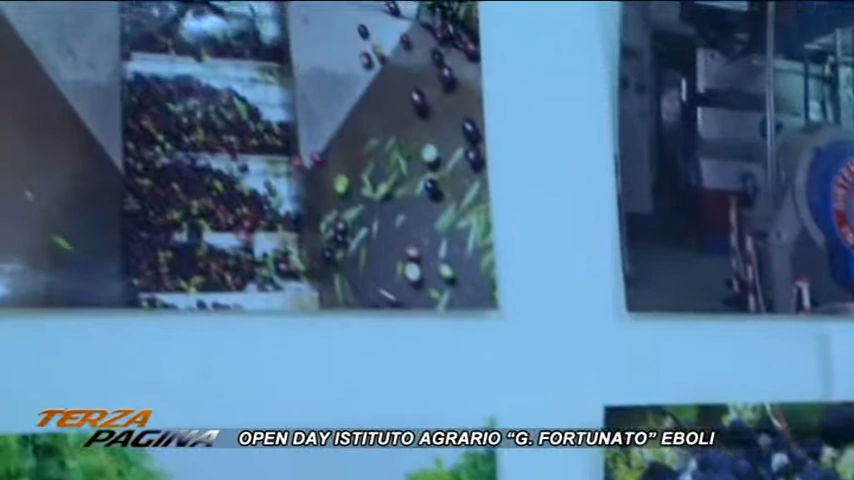 TERZA
PAGINA
OPEN DAY ISTITUTO AGRARIO “G. FORTUNATO” EBOLI